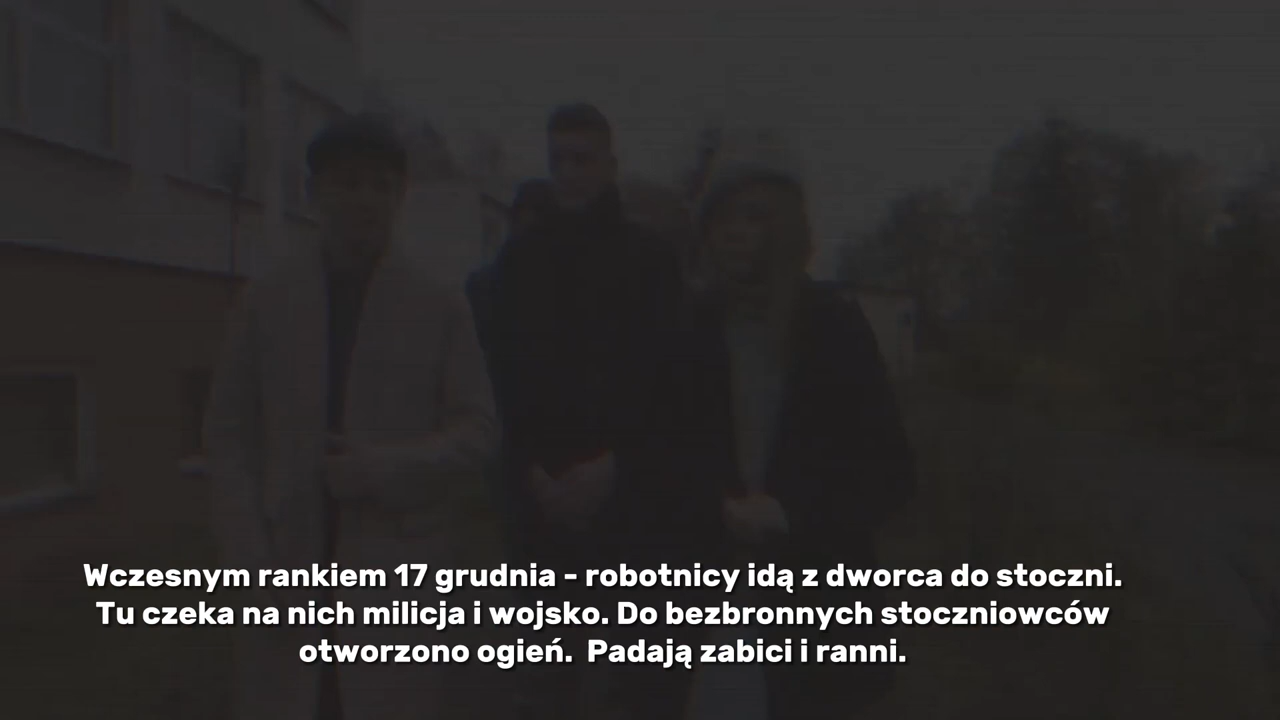 Wczesnym rankiem 17 grudnia - robotnicy idą z dworca do stoczni.
Tu czeka na nich milicja i wojsko. Do bezbronnych stoczniowców
otworzono ogień.  Padają zabici i ranni.